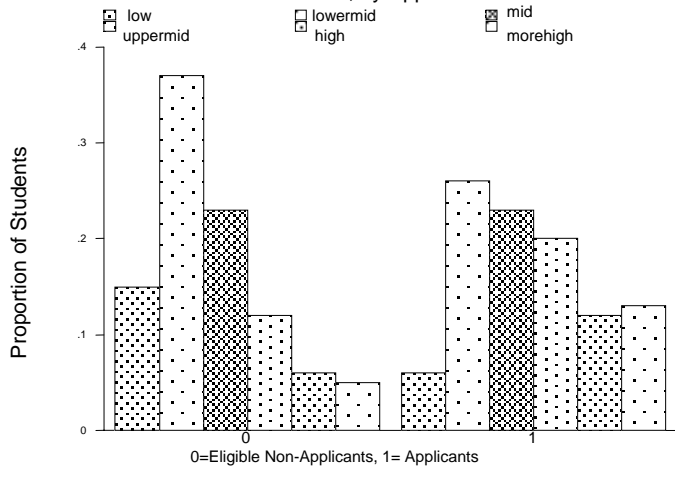 low lowermid mid
uppermid high morehigh
.4
.3
.2
.1
0
Proportion of Students
0 1
0=Eligible Non-Applicants, 1= Applicants